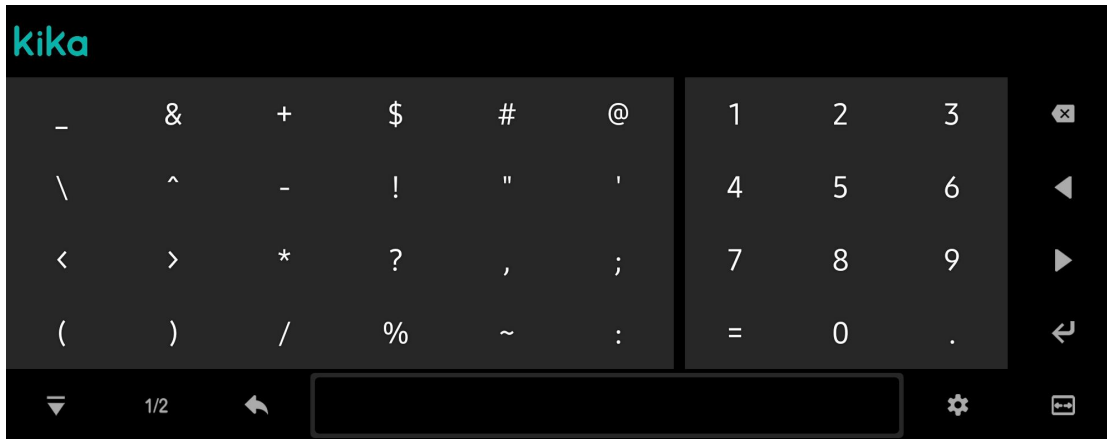 kika
_ & + $ # @ 1 2 3
\ ^ - ! " ' 4 5 6
< > * ? , ; 7 8 9
( ) / % ~ : = 0 .
1/2